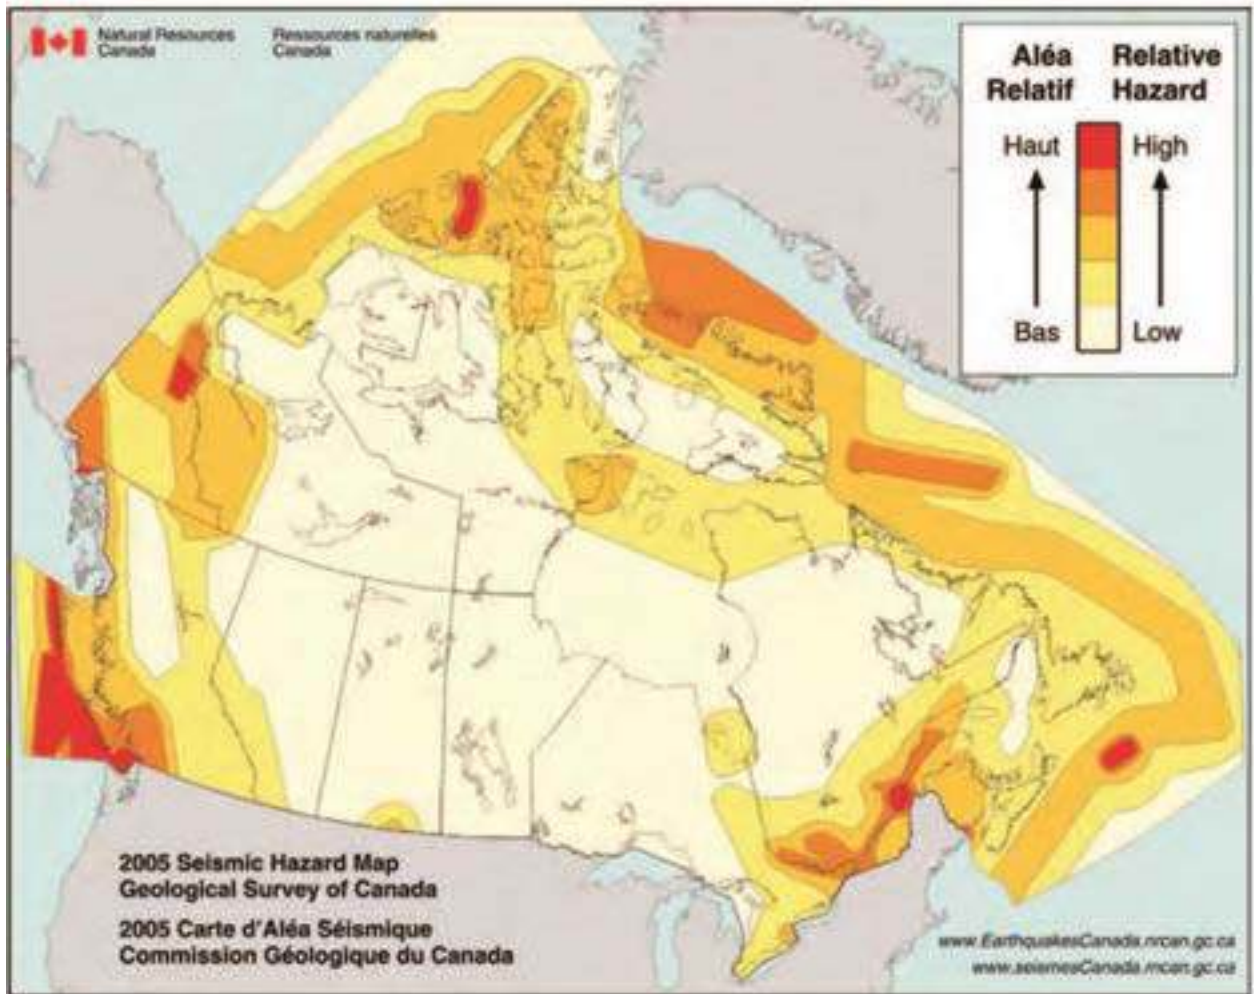 Natural Resources
Canada
Ressources naturelles
Canada
Aléa
Relatif
Relative
Hazard
Haut
High
Bas
Low
2005 Seismic Hazard Map
Geological Survey of Canada
2005 Carte d'Aléa Séismique
Commission Géologique du Canada
www.EarthquakesCanada.nrcan.gc.ca
www.seismesCanada.rncan.gc.ca